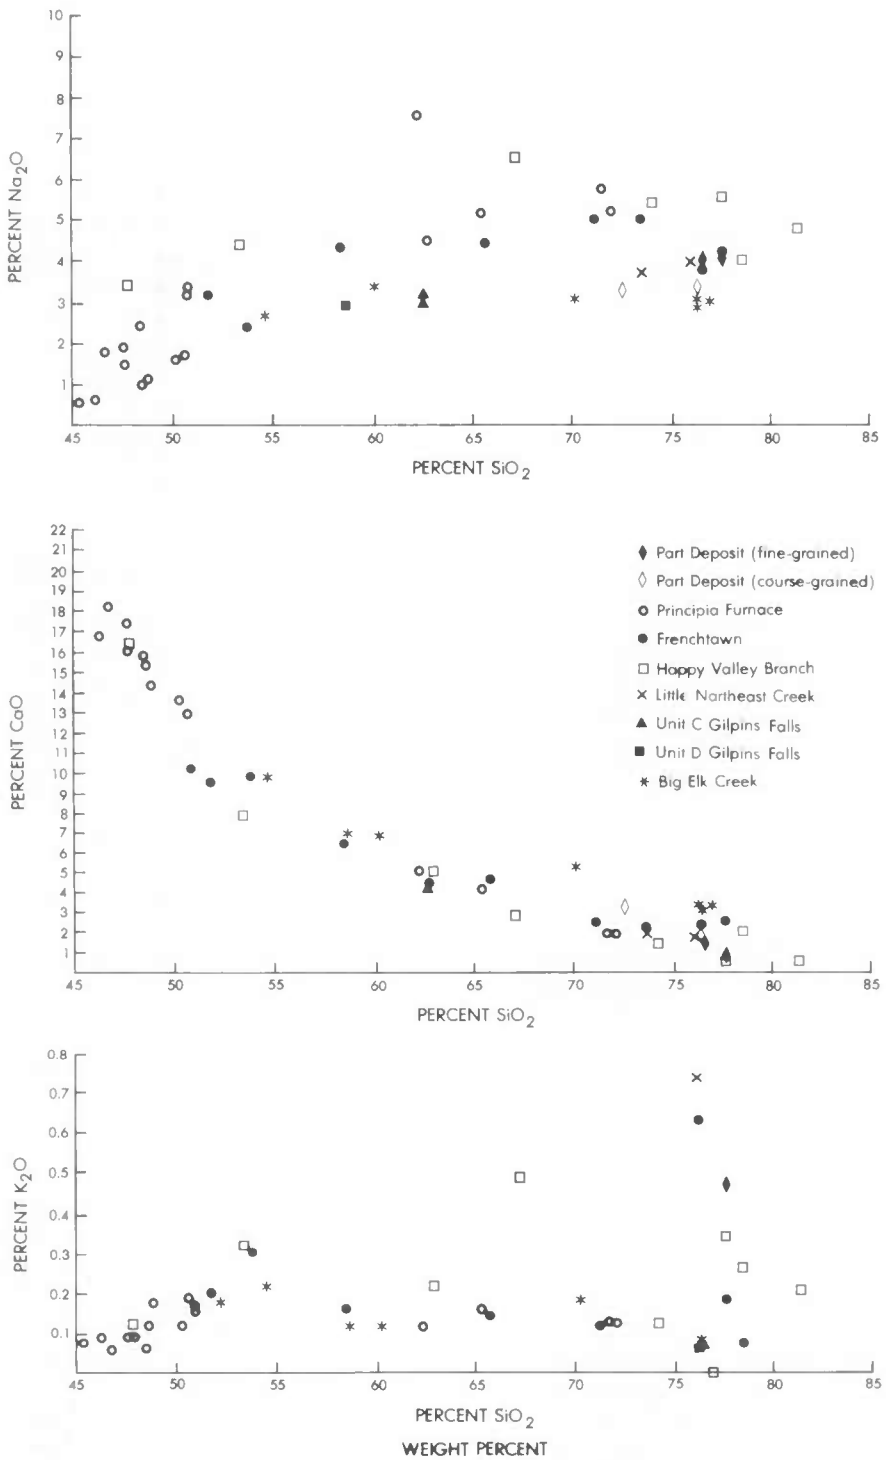 10
9
8
7
6
5
4
3
2
1
PERCENT Na2O
45 50 55 60 65 70 75 80 85
PERCENT SiO2
22
21
20
19
18
17
16
15
14
13
12
11
10
9
8
7
6
5
4
3
2
1
PERCENT CaO
Part Deposit (fine-grained)
Part Deposit (course-grained)
Principia Furnace
Frenchtown
Happy Valley Branch
Little Northeast Creek
Unit C Gilpins Falls
Unit D Gilpins Falls
Big Elk Creek
45 50 55 60 65 70 75 80 85
PERCENT SiO2
0.8
0.7
0.6
0.5
0.4
0.3
0.2
0.1
PERCENT K2O
45 50 55 60 65 70 75 80 85
PERCENT SiO2
WEIGHT PERCENT